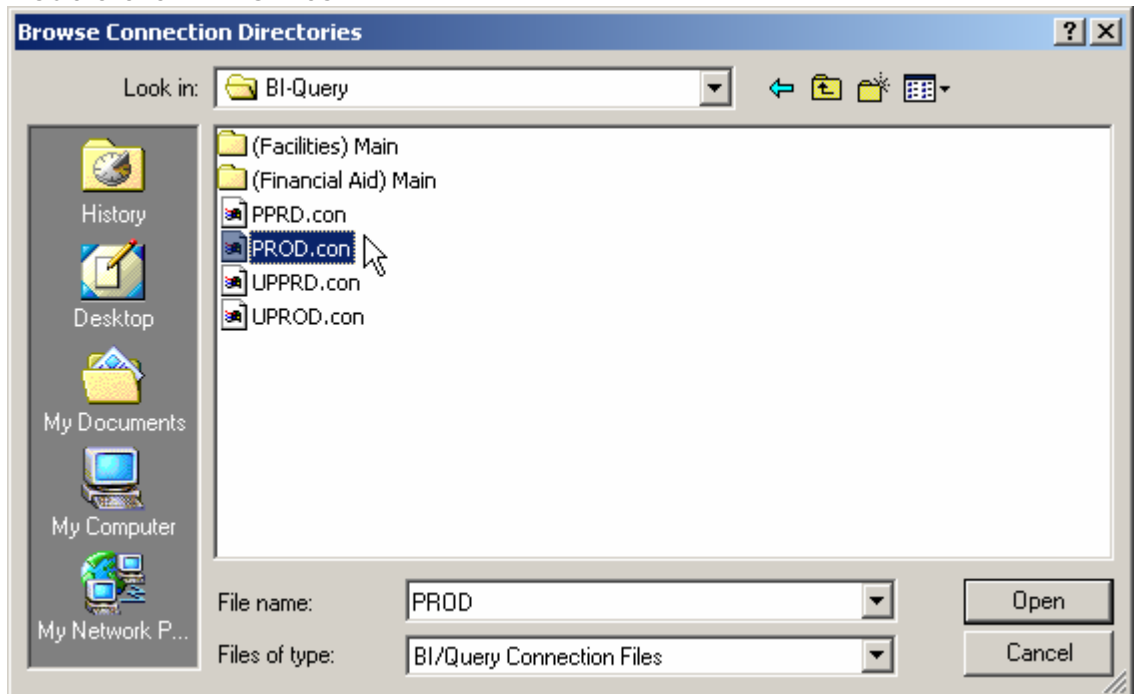 Browse Connection Directories
Look in: BI-Query
(Facilities) Main
(Financial Aid) Main
PPRD.con
PROD.con
UPPRD.con
UPROD.con
History
Desktop
My Documents
My Computer
My Network P...
File name: PROD Open
Files of type: BI/Query Connection Files Cancel